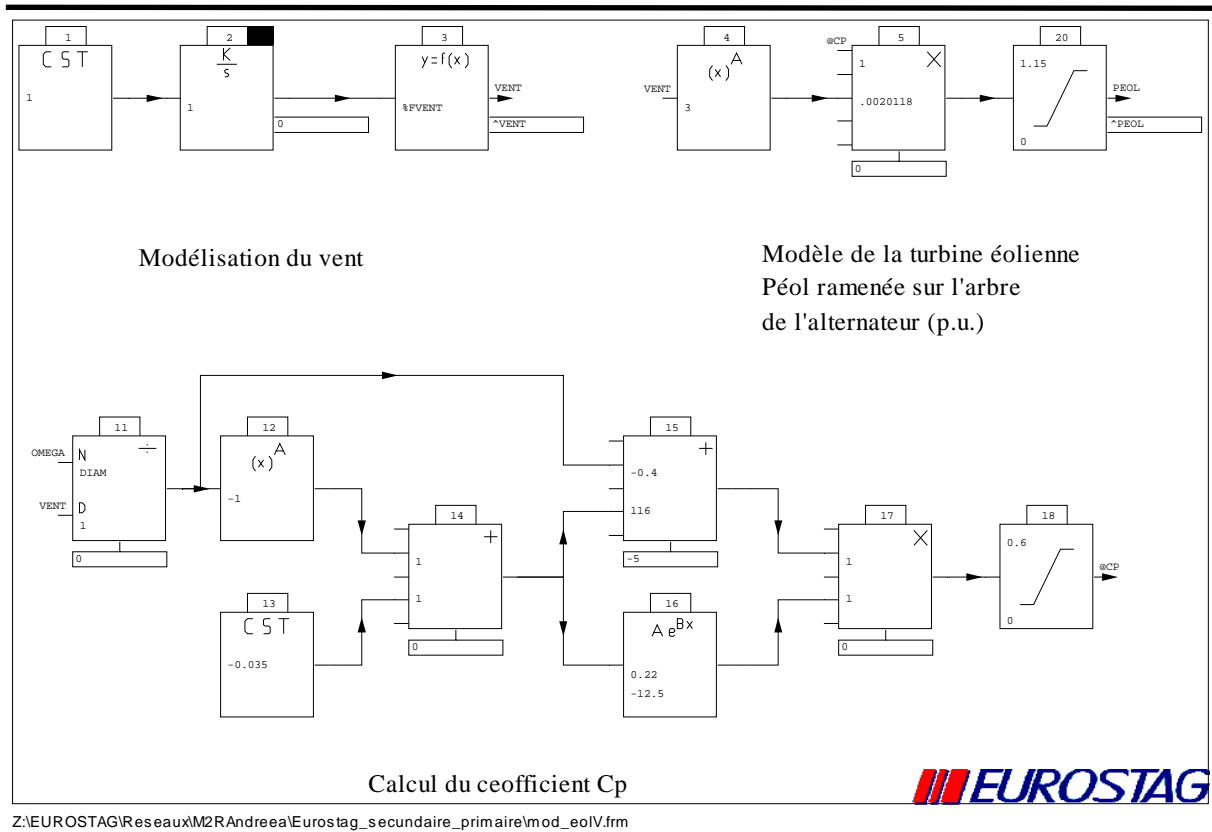 1
2
3
4
5
20
CST
1
K
s
1
0
y=f(x)
%FVENT
VENT
^VENT
VENT
(x)^A
3
@CP
1
X
.0020118
0
1.15
0
PEOL
^PEOL
Modélisation du vent
Modèle de la turbine éolienne
Péol ramenée sur l'arbre
de l'alternateur (p.u.)
11
12
15
OMEGA
N
÷
DIAM
VENT
D
1
0
(x)^A
-1
+
-0.4
116
-5
14
+
1
1
0
17
X
1
1
0
18
0.6
0
@CP
13
CST
-0.035
16
Ae^Bx
0.22
-12.5
Calcul du ceofficient Cp
EUROSTAG
Z:\EUROSTAG\Reseaux\M2RAndreea\Eurostag_secundaire_primaire\mod_eolV.frm